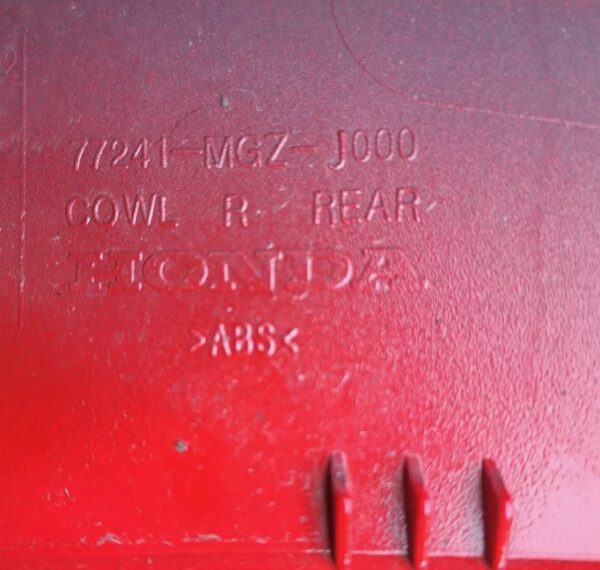 77241-MGZ-J000
COWL R. REAR
HONDA
>ABS<